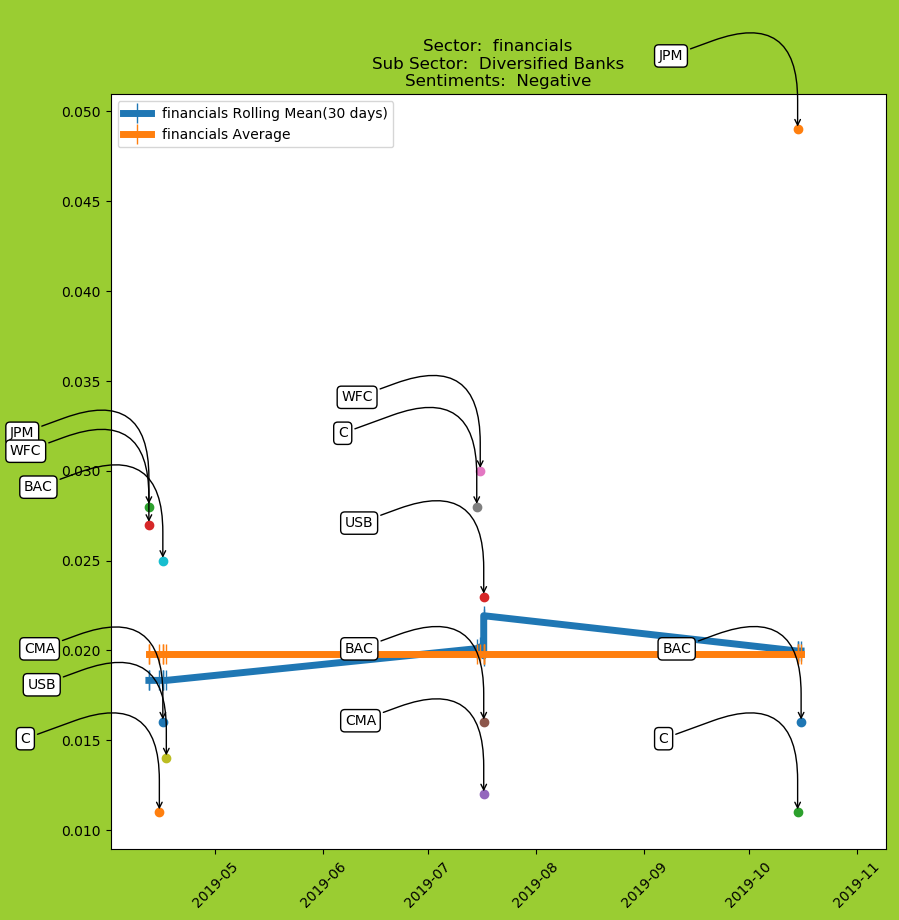 Sector:  financials
Sub Sector:  Diversified Banks
Sentiments:  Negative
JPM
financials Rolling Mean(30 days)
financials Average
0.050
0.045
0.040
0.035
0.030
0.025
0.020
0.015
0.010
JPM
WFC
BAC
CMA
USB
C
WFC
C
USB
BAC
CMA
BAC
C
2019-05
2019-06
2019-07
2019-08
2019-09
2019-10
2019-11